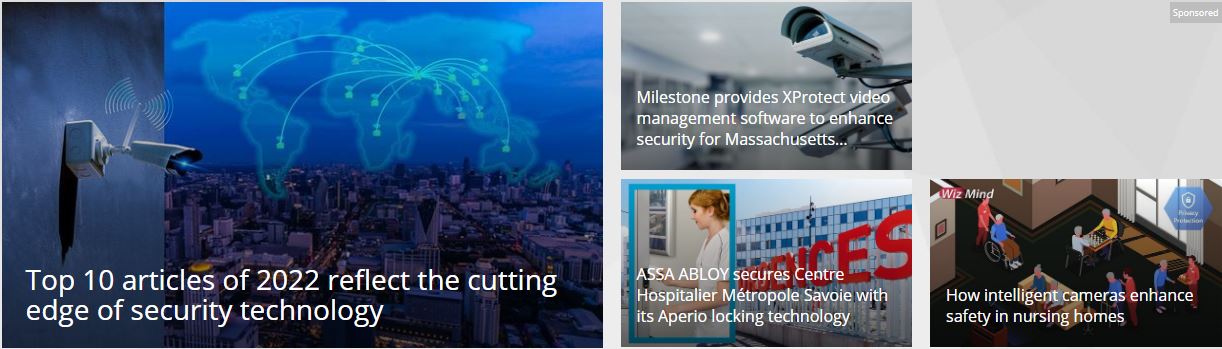 Top 10 articles of 2022 reflect the cutting
edge of security technology
Milestone provides XProtect video
management software to enhance
security for Massachusetts...
Sponsored
ENCES
ASSA ABLOY secures Centre
Hospitalier Métropole Savoie with
its Aperio locking technology
Wiz Mind
Privacy
Protection
How intelligent cameras enhance
safety in nursing homes